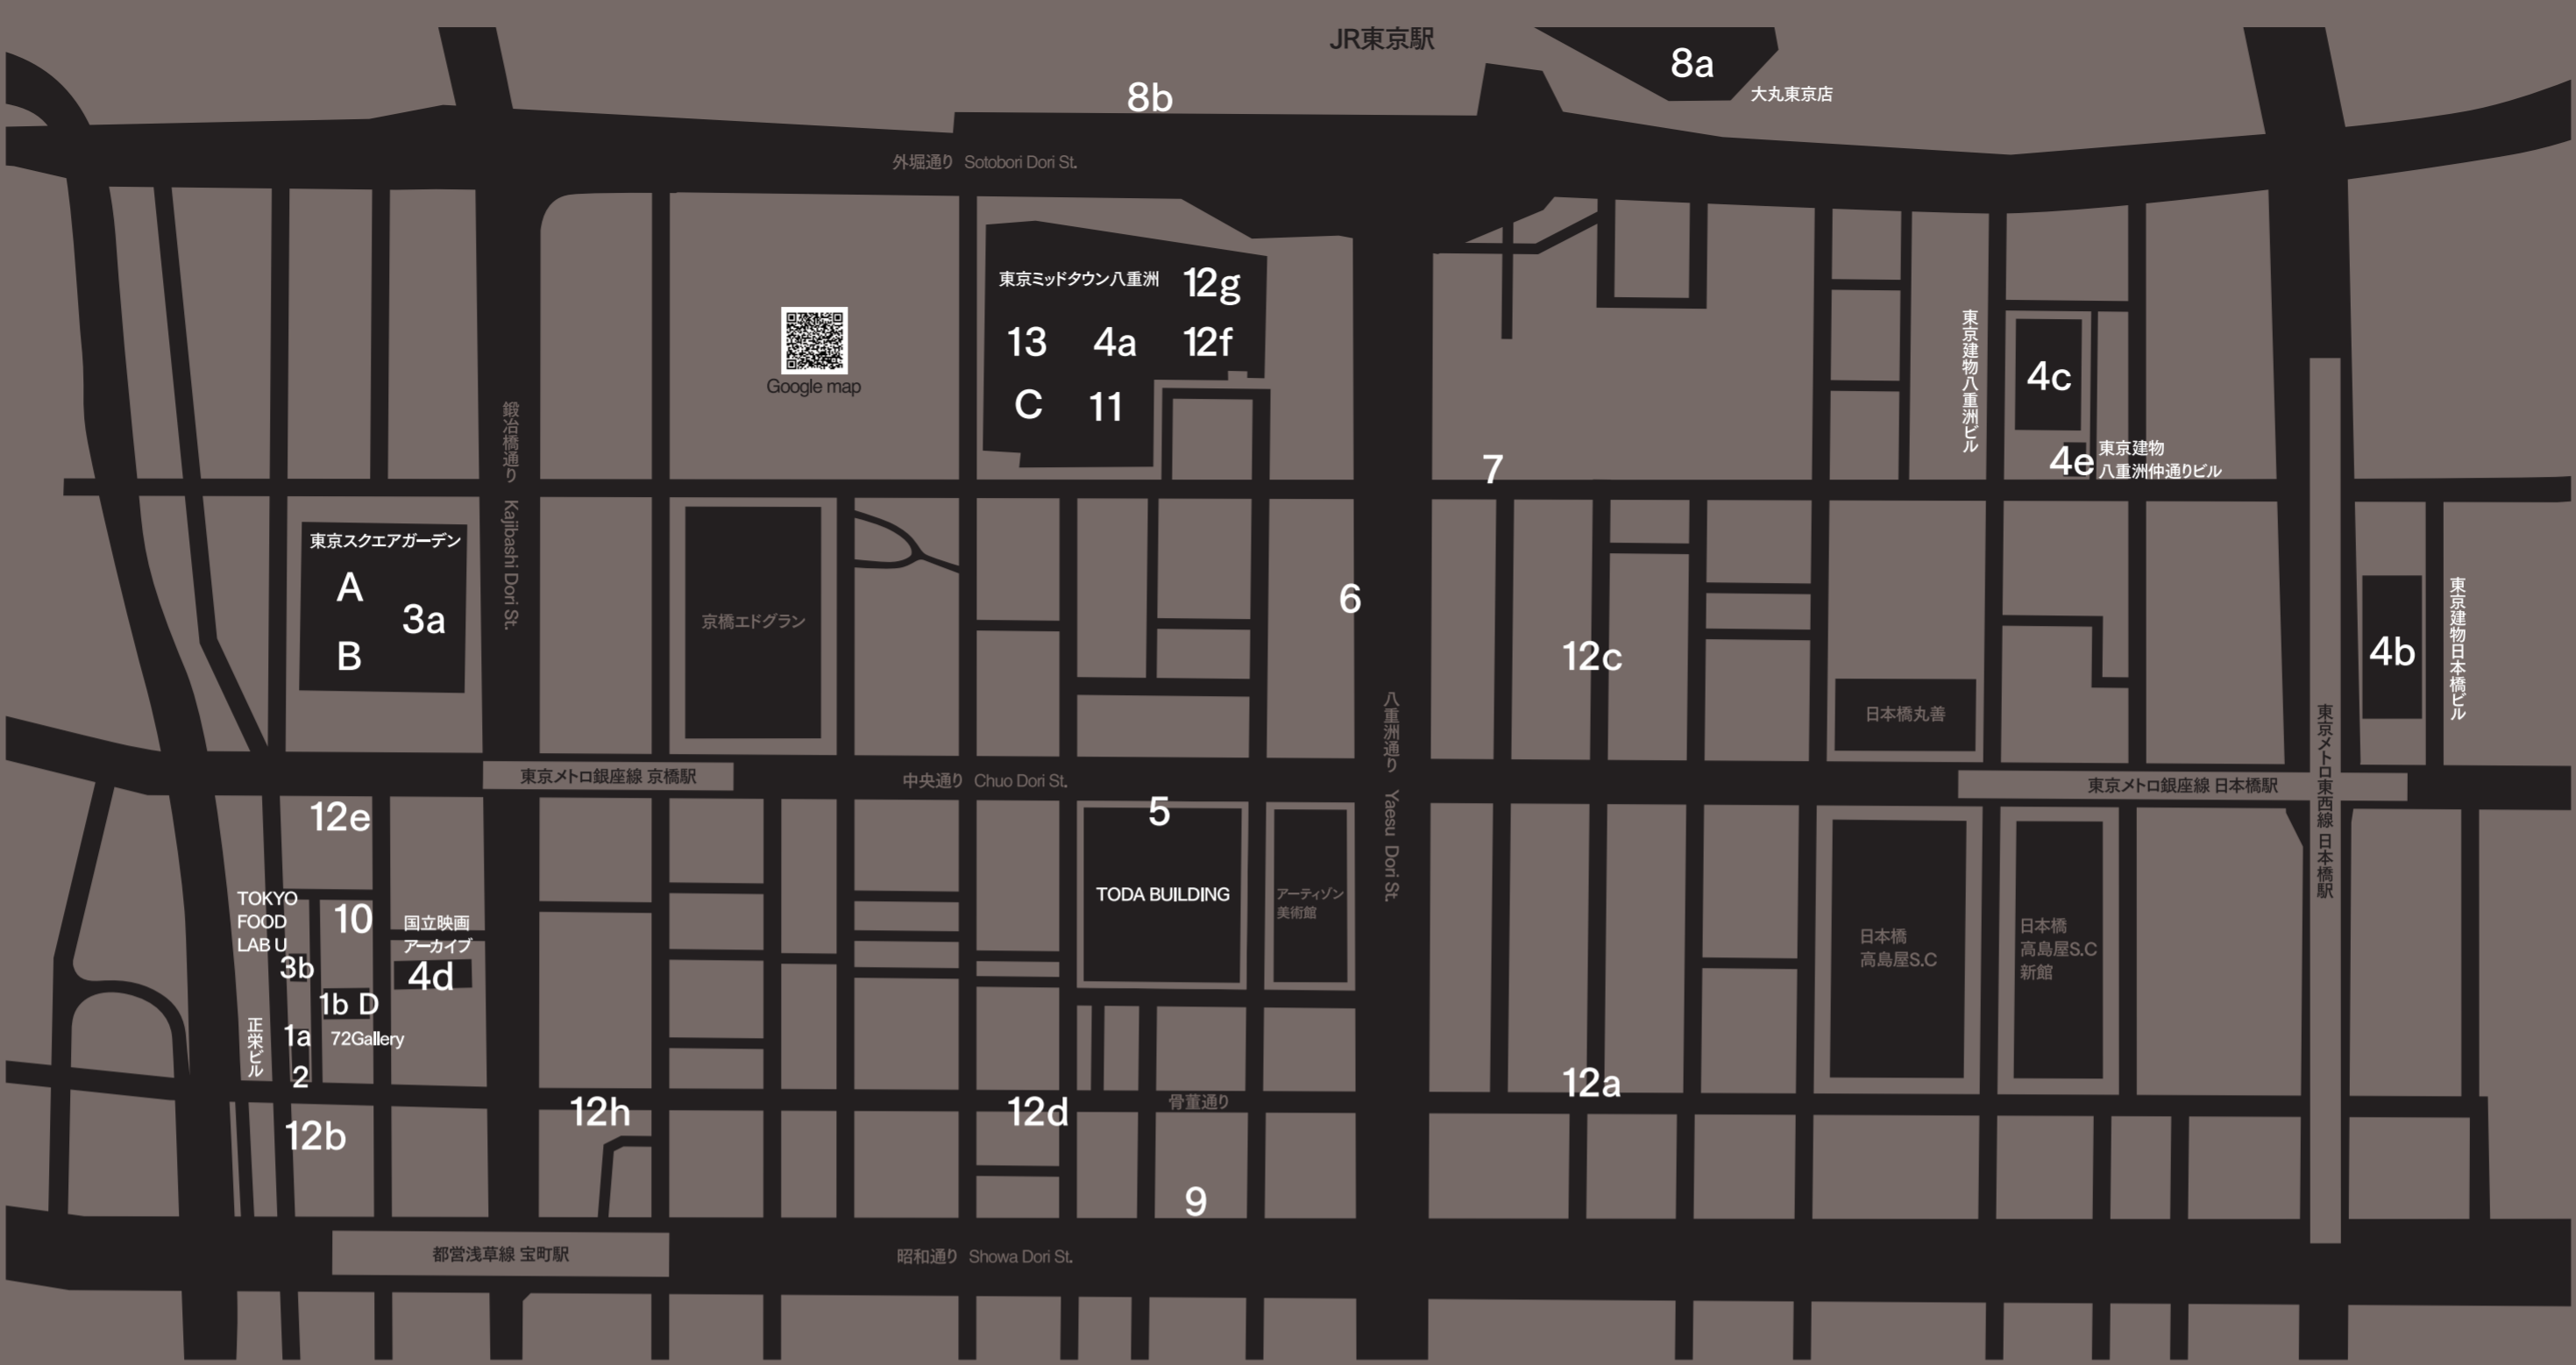 JR東京駅
8a
大丸東京店
8b
外堀通り Sotobori Dori St.
東京ミッドタウン八重洲
12g
13
4a
12f
C
11
Google map
鍛冶橋通り Kajibashi Dori St.
東京建物八重洲ビル
4c
4e
東京建物
八重洲仲通りビル
7
東京スクエアガーデン
A
3a
B
京橋エドグラン
6
12c
八重洲通り Yaesu Dori St.
日本橋丸善
4b
東京建物日本橋ビル
東京メトロ東西線 日本橋駅
東京メトロ銀座線 京橋駅
中央通り Chuo Dori St.
東京メトロ銀座線 日本橋駅
12e
5
TODA BUILDING
アーティゾン
美術館
日本橋
高島屋S.C
日本橋
高島屋S.C
新館
TOKYO
FOOD
LAB U
10
国立映画
アーカイブ
3b
4d
1b D
正栄ビル
1a
72Gallery
2
12h
12d
骨董通り
12a
12b
9
都営浅草線 宝町駅
昭和通り Showa Dori St.